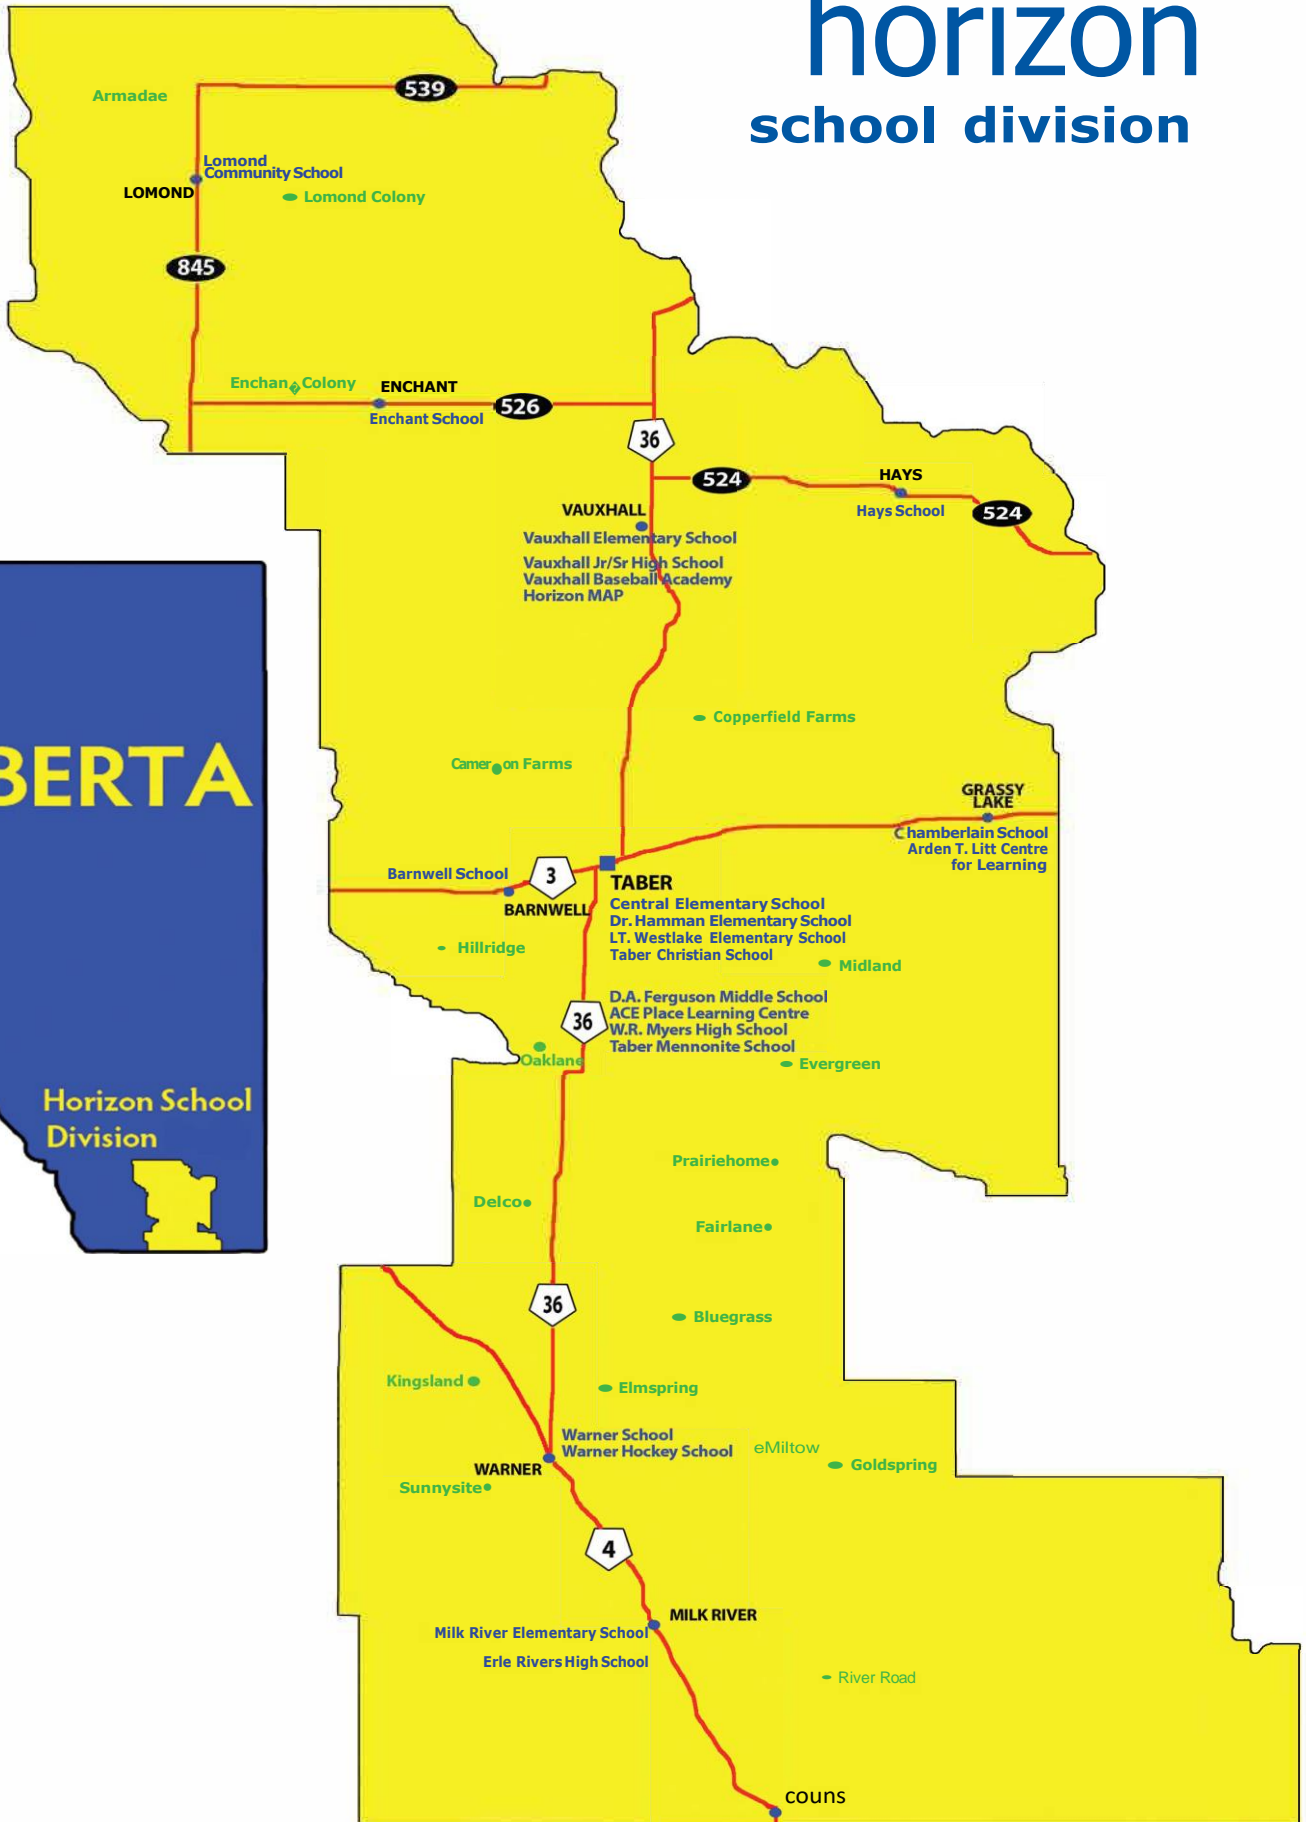 horizon
school division
Armadae
539
Lomond
Community School
LOMOND
Lomond Colony
845
Enchan Colony
ENCHANT
526
Enchant School
36
524
HAYS
Hays School
524
VAUXHALL
Vauxhall Elementary School
Vauxhall Jr/Sr High School
Vauxhall Baseball Academy
Horizon MAP
Copperfield Farms
Cameron Farms
GRASSY
LAKE
Chamberlain School
Arden T. Litt Centre
for Learning
BERTA
Horizon School
Division
Barnwell School
3
BARNWELL
TABER
Central Elementary School
Dr. Hamman Elementary School
LT. Westlake Elementary School
Taber Christian School
Hillridge
Midland
D.A. Ferguson Middle School
ACE Place Learning Centre
W.R. Myers High School
Taber Mennonite School
36
Oaklane
Evergreen
Prairiehome
Delco
Fairlane
36
Bluegrass
Kingsland
Elmspring
Warner School
Warner Hockey School
eMiltow
Goldspring
WARNER
Sunnysite
4
MILK RIVER
Milk River Elementary School
Erle Rivers High School
River Road
couns